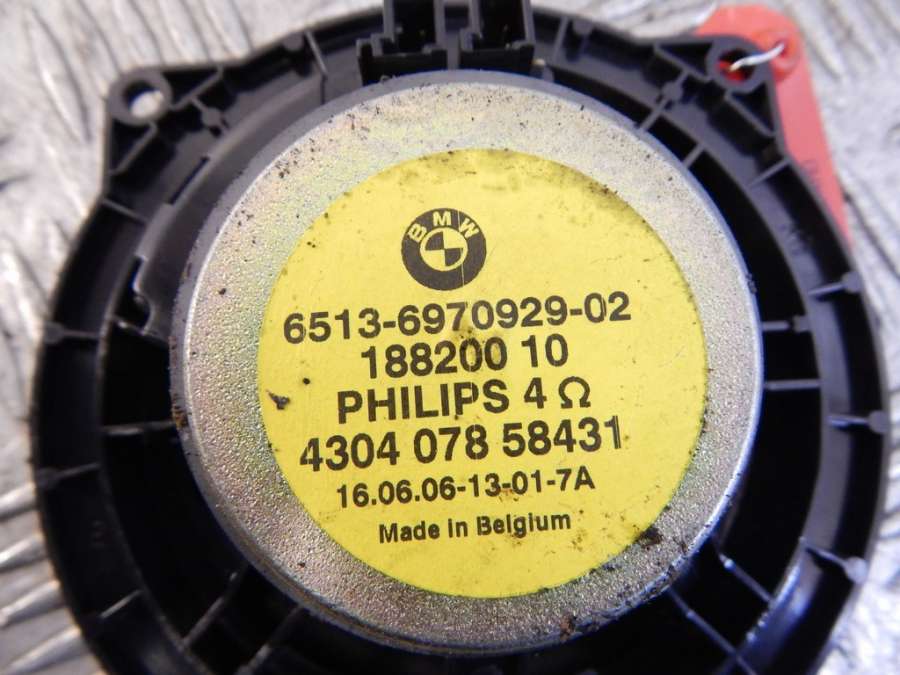 BMW
6513-6970929-02
188200 10
PHILIPS 4 Ω
4304 078 58431
16.06.06-13-01-7A
Made in Belgium